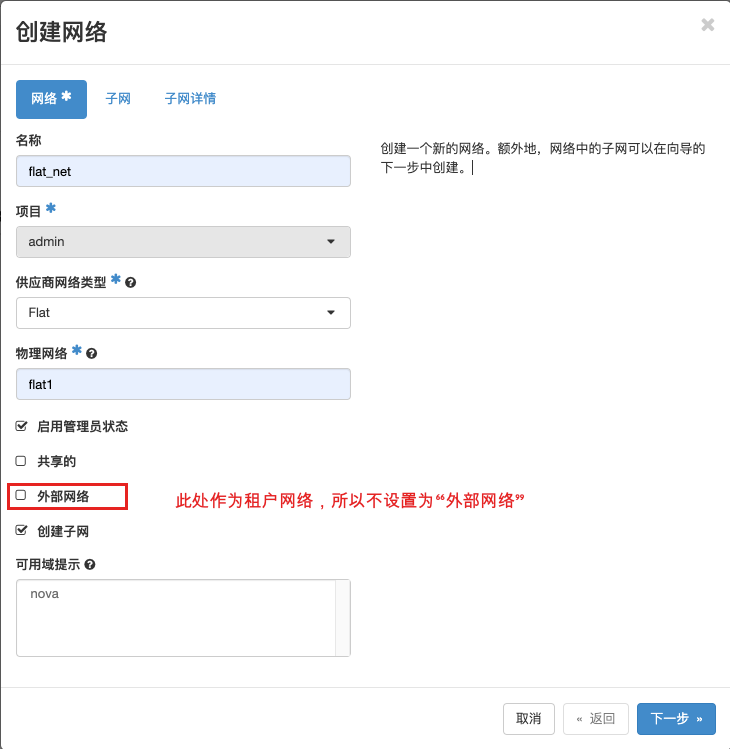 创建网络
网络 * 子网 子网详情
名称
flat_net
创建一个新的网络。额外地，网络中的子网可以在向导的
下一步中创建。
项目 *
admin
供应商网络类型 *
Flat
物理网络 *
flat1
启用管理员状态
共享的
外部网络
此处作为租户网络，所以不设置为“外部网络”
创建子网
可用域提示
nova
取消 « 返回 下一步 »